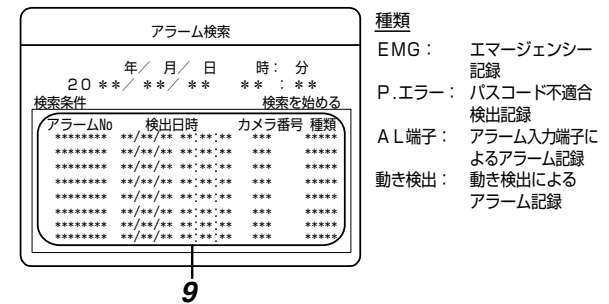 アラーム検索
年／ 月／ 日 時： 分
２０＊＊／＊＊／＊＊ ＊＊ ：＊＊
検索条件 検索を始める
アラームNo 検出日時 カメラ番号 種類
******** **/**/** **:**:** *** *****
******** **/**/** **:**:** *** *****
******** **/**/** **:**:** *** *****
******** **/**/** **:**:** *** *****
******** **/**/** **:**:** *** *****
******** **/**/** **:**:** *** *****
******** **/**/** **:**:** *** *****
******** **/**/** **:**:** *** *****
9
種類
ＥＭＧ： エマージェンシー
記録
Ｐ.エラー： パスコード不適合
検出記録
ＡＬ端子： アラーム入力端子に
よるアラーム記録
動き検出： 動き検出による
アラーム記録